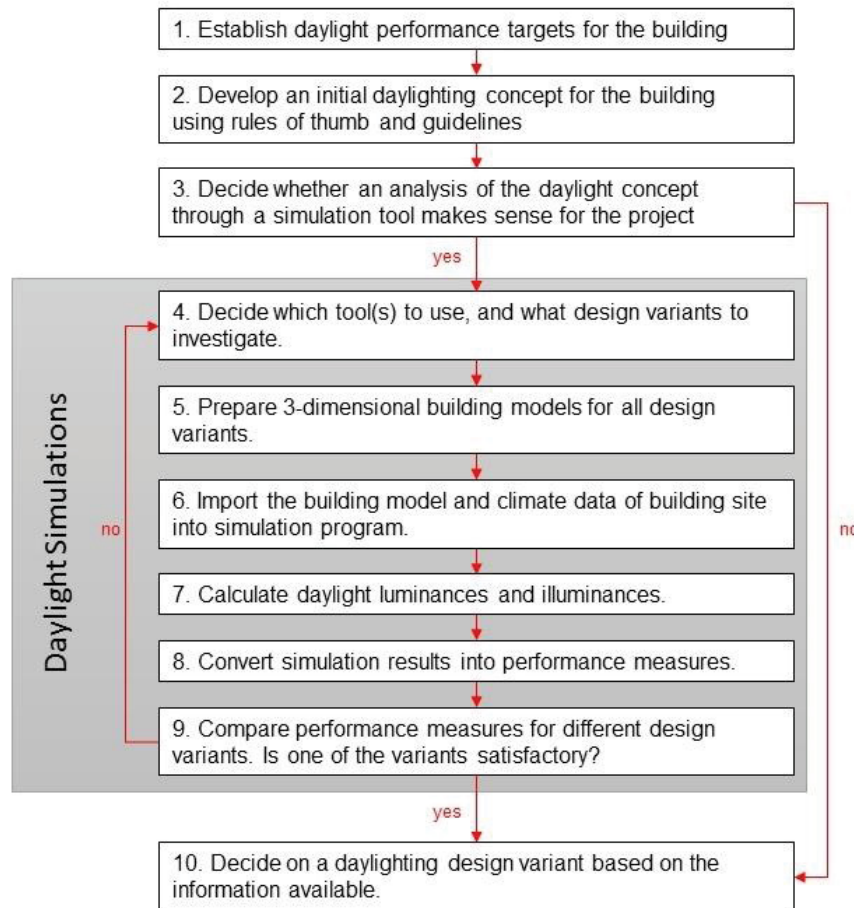 1. Establish daylight performance targets for the building
2. Develop an initial daylighting concept for the building
using rules of thumb and guidelines
3. Decide whether an analysis of the daylight concept
through a simulation tool makes sense for the project
yes
Daylight Simulations
4. Decide which tool(s) to use, and what design variants to
investigate.
5. Prepare 3-dimensional building models for all design
variants.
6. Import the building model and climate data of building site
into simulation program.
no
no
7. Calculate daylight luminances and illuminances.
8. Convert simulation results into performance measures.
9. Compare performance measures for different design
variants. Is one of the variants satisfactory?
yes
10. Decide on a daylighting design variant based on the
information available.